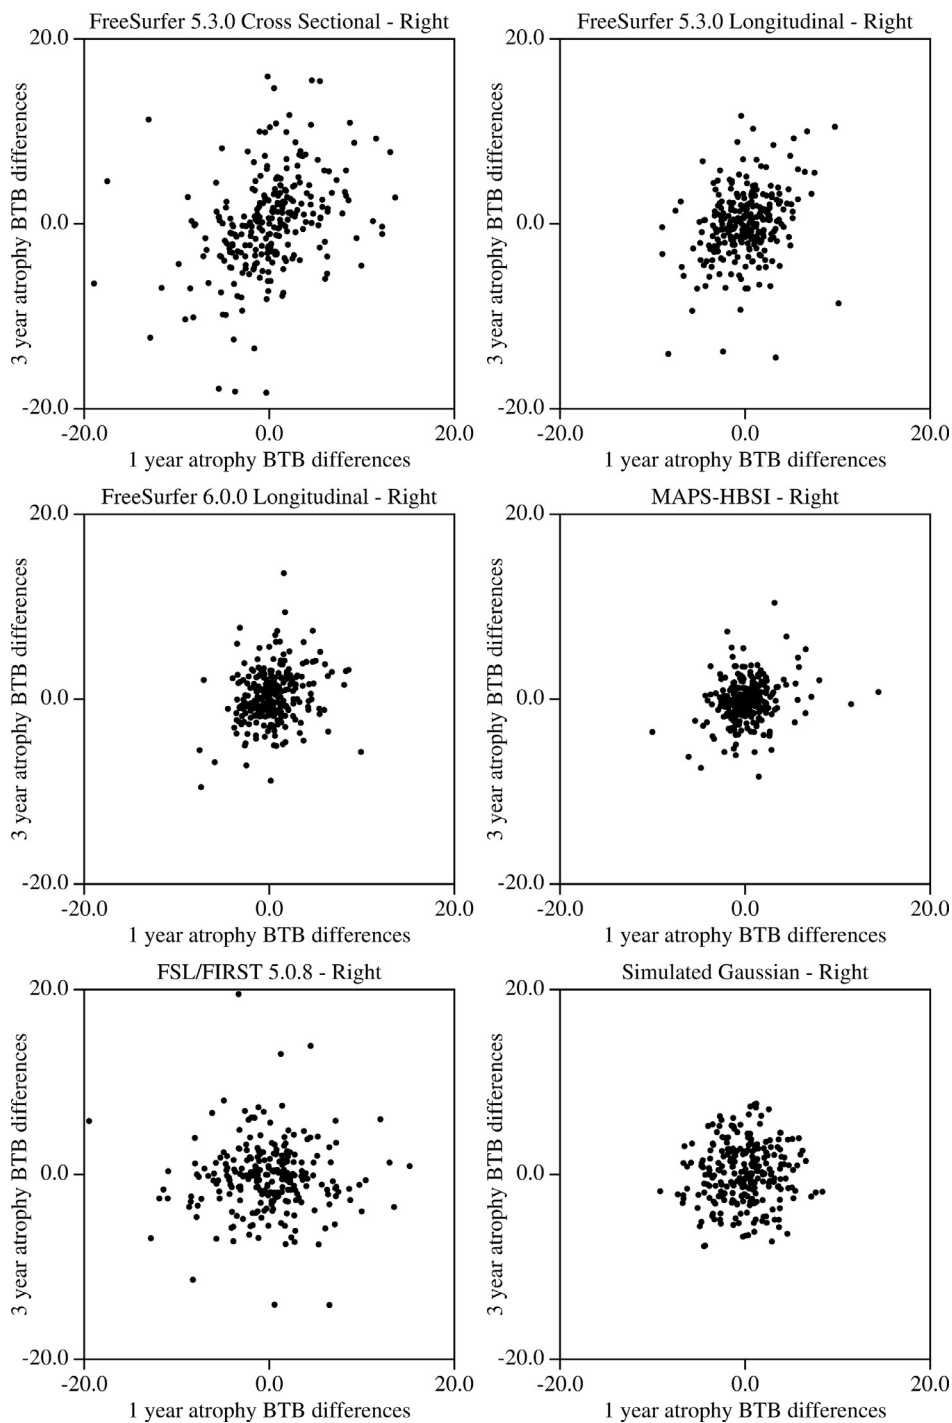 FreeSurfer 5.3.0 Cross Sectional - Right
20.0
3 year atrophy BTB differences
0.0
-20.0
-20.0 0.0 20.0
1 year atrophy BTB differences
FreeSurfer 5.3.0 Longitudinal - Right
20.0
3 year atrophy BTB differences
0.0
-20.0
-20.0 0.0 20.0
1 year atrophy BTB differences
FreeSurfer 6.0.0 Longitudinal - Right
20.0
3 year atrophy BTB differences
0.0
-20.0
-20.0 0.0 20.0
1 year atrophy BTB differences
MAPS-HBSI - Right
20.0
3 year atrophy BTB differences
0.0
-20.0
-20.0 0.0 20.0
1 year atrophy BTB differences
FSL/FIRST 5.0.8 - Right
20.0
3 year atrophy BTB differences
0.0
-20.0
-20.0 0.0 20.0
1 year atrophy BTB differences
Simulated Gaussian - Right
20.0
3 year atrophy BTB differences
0.0
-20.0
-20.0 0.0 20.0
1 year atrophy BTB differences